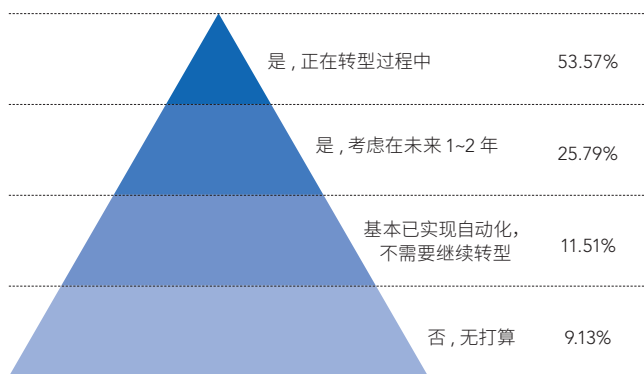 是 , 正在转型过程中 53.57%
是 , 考虑在未来 1~2 年 25.79%
基本已实现自动化，
不需要继续转型 11.51%
否 , 无打算 9.13%